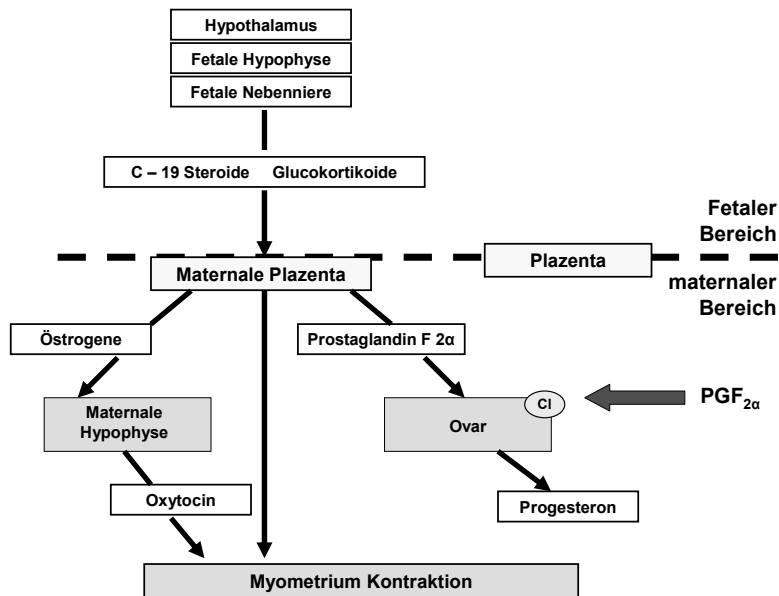 Hypothalamus
Fetale Hypophyse
Fetale Nebenniere
C – 19 Steroide Glucokortikoide
Fetaler
Bereich
Maternale Plazenta
Plazenta
maternaler
Bereich
Östrogene
Prostaglandin F 2α
Maternale
Hypophyse
Cl
Ovar
PGF2α
Oxytocin
Progesteron
Myometrium Kontraktion